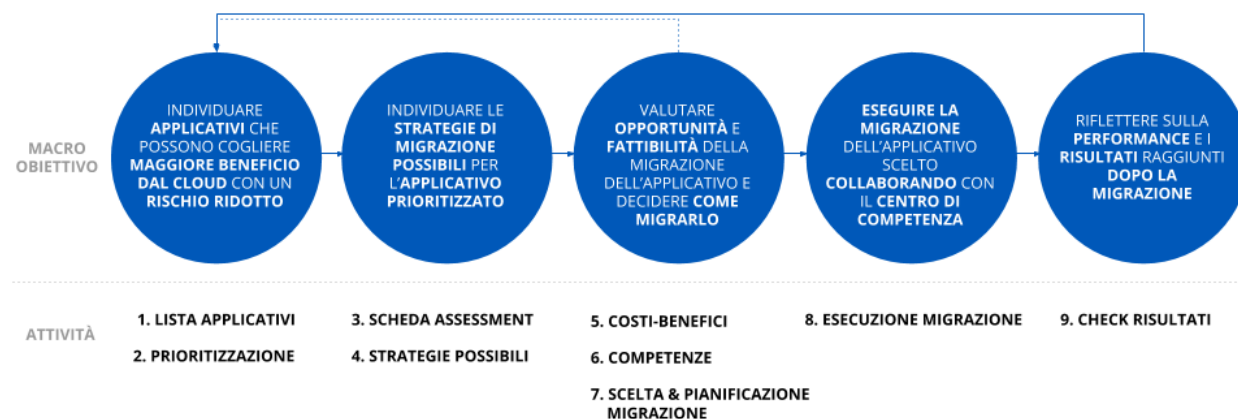 MACRO
OBIETTIVO
INDIVIDUARE
APPLICATIVI CHE
POSSONO COGLIERE
MAGGIORE BENEFICIO
DAL CLOUD CON UN
RISCHIO RIDOTTO
INDIVIDUARE LE
STRATEGIE DI
MIGRAZIONE
POSSIBILI PER
L'APPLICATIVO
PRIORITIZZATO
VALUTARE
OPPORTUNITÀ E
FATTIBILITÀ DELLA
MIGRAZIONE
DELL'APPLICATIVO E
DECIDERE COME
MIGRARLO
ESEGUIRE LA
MIGRAZIONE
DELL'APPLICATIVO
SCELTO
COLLABORANDO CON
IL CENTRO DI
COMPETENZA
RIFLETTERE SULLA
PERFORMANCE E I
RISULTATI RAGGIUNTI
DOPO LA
MIGRAZIONE
ATTIVITÀ
1. LISTA APPLICATIVI
2. PRIORITIZZAZIONE
3. SCHEDA ASSESSMENT
4. STRATEGIE POSSIBILI
5. COSTI-BENEFICI
6. COMPETENZE
7. SCELTA & PIANIFICAZIONE
MIGRAZIONE
8. ESECUZIONE MIGRAZIONE
9. CHECK RISULTATI